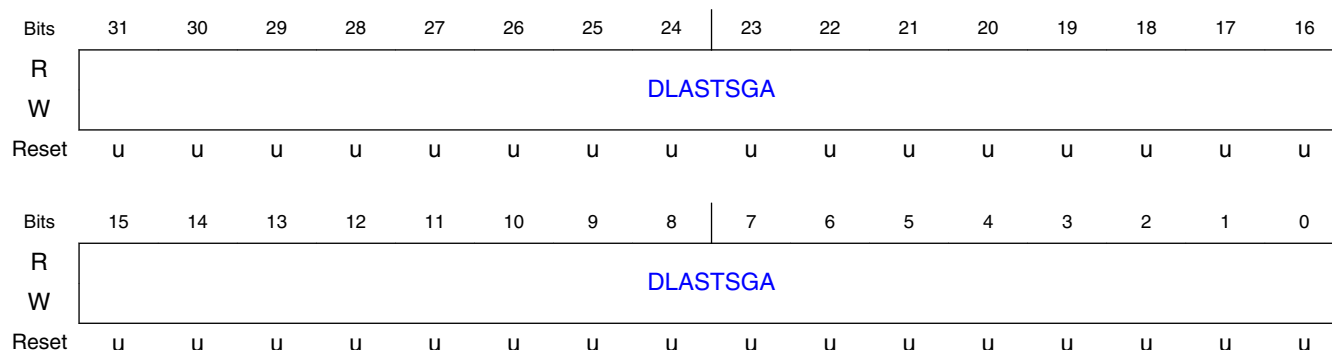 Bits 31 30 29 28 27 26 25 24 23 22 21 20 19 18 17 16
R
DLASTSGA
W
Reset u u u u u u u u u u u u u u u u
Bits 15 14 13 12 11 10 9 8 7 6 5 4 3 2 1 0
R
DLASTSGA
W
Reset u u u u u u u u u u u u u u u u